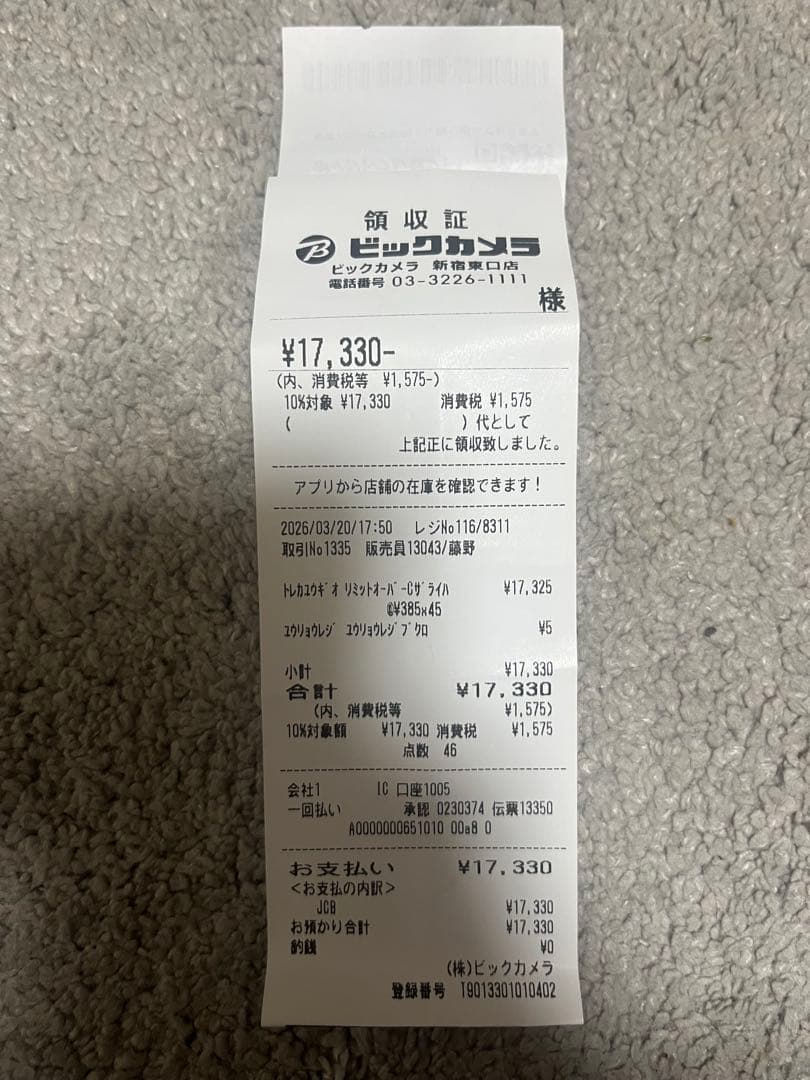 領収証
ビックカメラ
ビックカメラ 新宿東口店
電話番号 03-3226-1111
様
¥17,330-
(内、消費税等 ¥1,575-)
10%対象 ¥17,330 消費税 ¥1,575
( )代として
上記正に領収致しました。
アプリから店舗の在庫を確認できます!
2026/03/20/17:50 レジNo116/8311
取引No1335 販売員13043/藤野
トレカユウギオ リミットオーバーCザライハ ¥17,325
@¥385x45
ユウリョウレジ ユウリョウレジブクロ ¥5
小計 ¥17,330
合計 ¥17,330
(内、消費税等 ¥1,575)
10%対象額 ¥17,330 消費税 ¥1,575
点数 46
会社1 IC 口座1005
一回払い 承認 0230374 伝票13350
A0000000651010 00a8 0
お支払い ¥17,330
<お支払の内訳>
JCB ¥17,330
お預かり合計 ¥17,330
釣銭 ¥0
(株)ビックカメラ
登録番号 T9013301010402